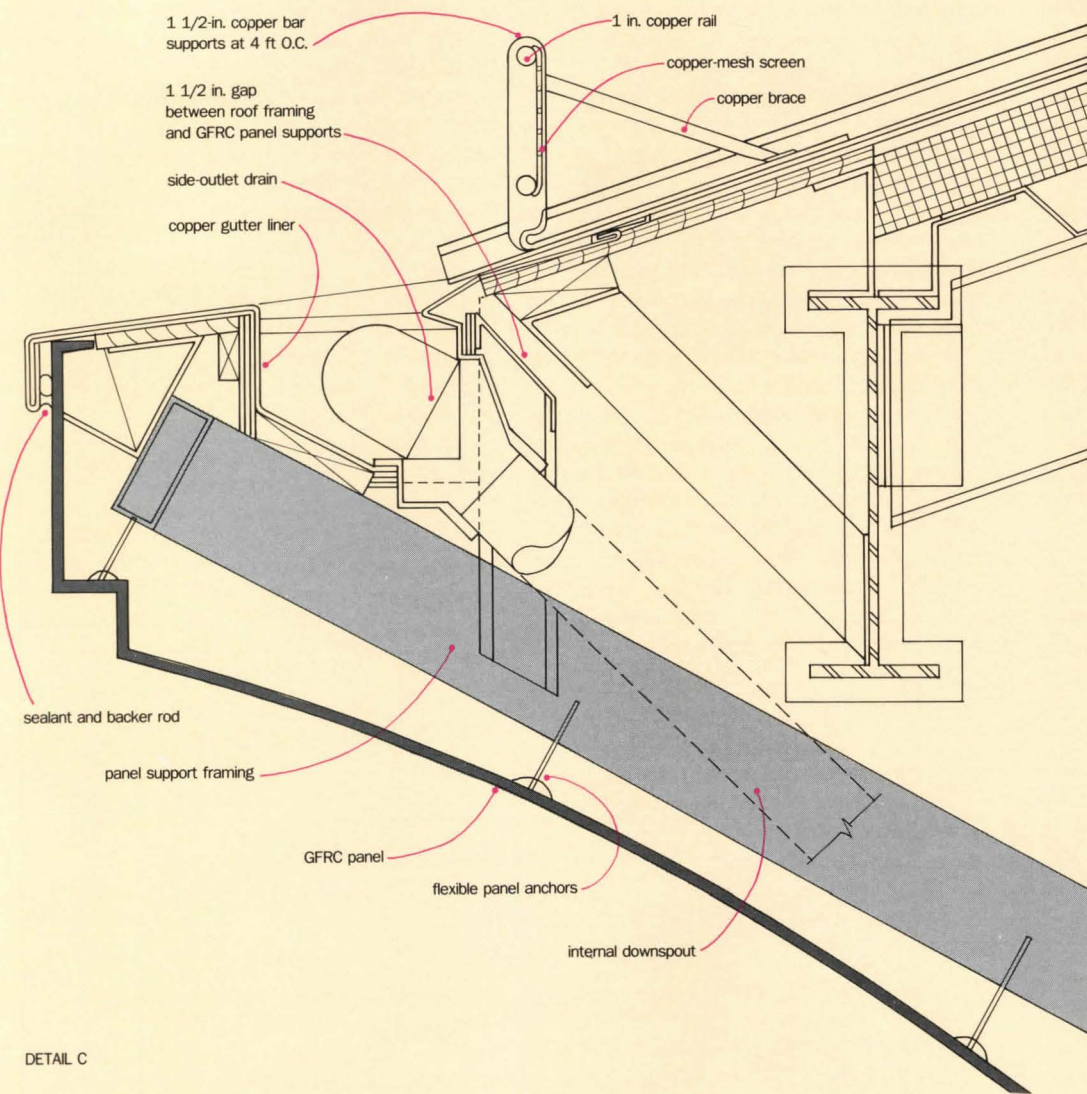 1 1/2-in. copper bar
supports at 4 ft O.C.
1 in. copper rail
copper-mesh screen
copper brace
1 1/2 in. gap
between roof framing
and GFRC panel supports
side-outlet drain
copper gutter liner
sealant and backer rod
panel support framing
GFRC panel
flexible panel anchors
internal downspout
DETAIL C